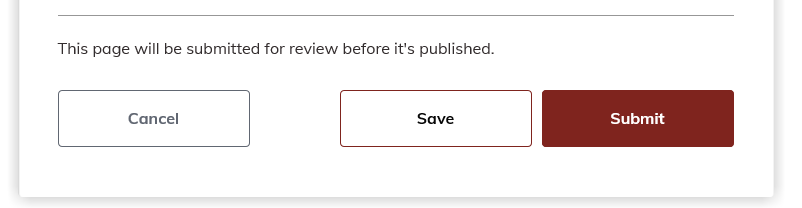 This page will be submitted for review before it's published.
Cancel
Save
Submit